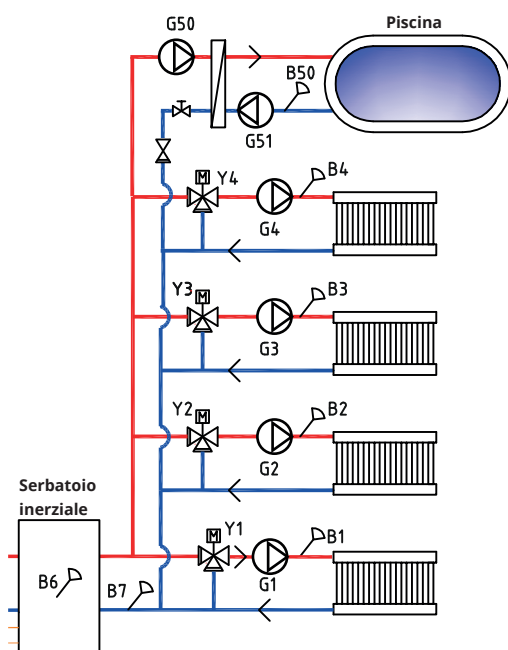 Piscina
G50
B50
G51
Y4
M
B4
G4
Y3
M
B3
G3
Y2
M
B2
G2
Serbatoio
inerziale
Y1
M
B1
G1
B6
B7